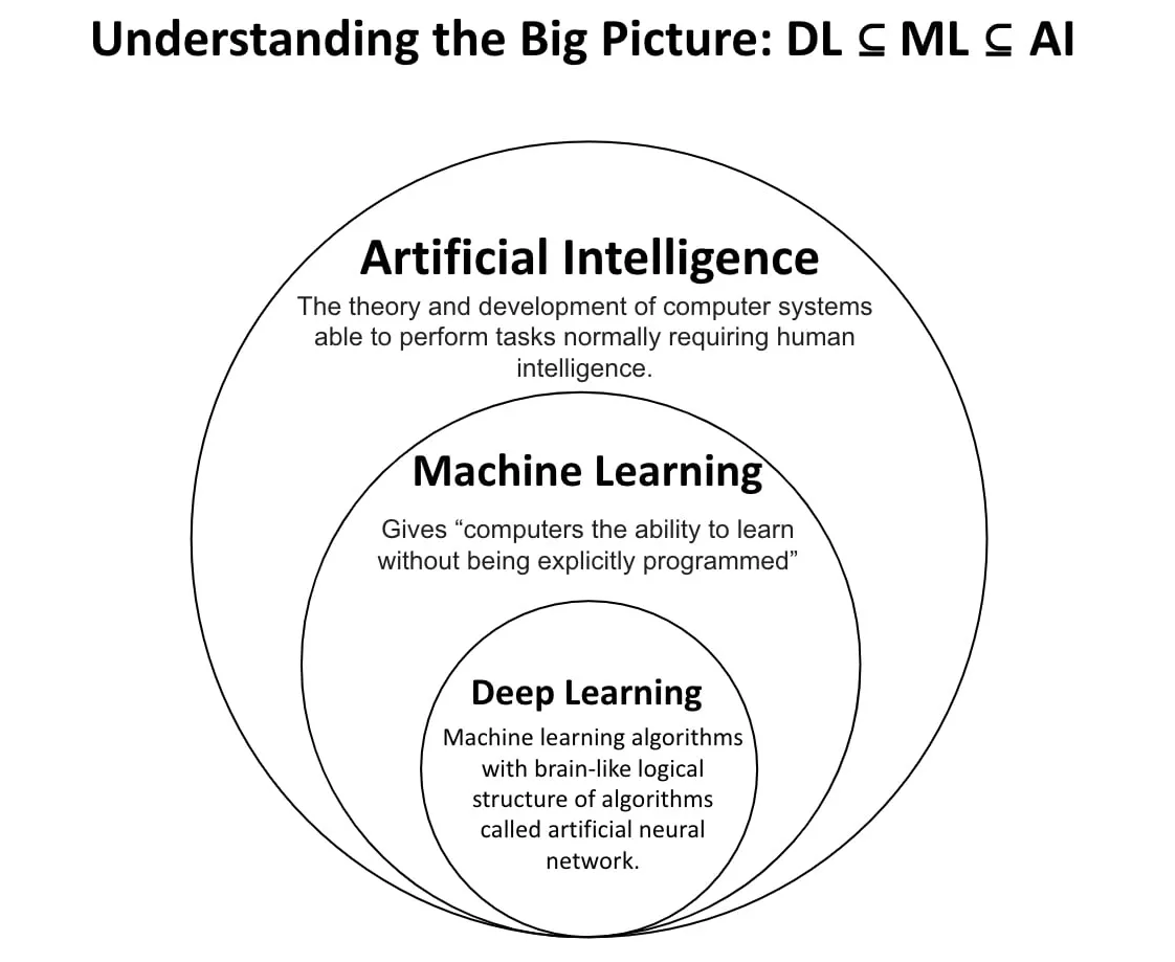 Understanding the Big Picture: DL ⊆ ML ⊆ AI
Artificial Intelligence
The theory and development of computer systems
able to perform tasks normally requiring human
intelligence.
Machine Learning
Gives “computers the ability to learn
without being explicitly programmed”
Deep Learning
Machine learning algorithms
with brain-like logical
structure of algorithms
called artificial neural
network.